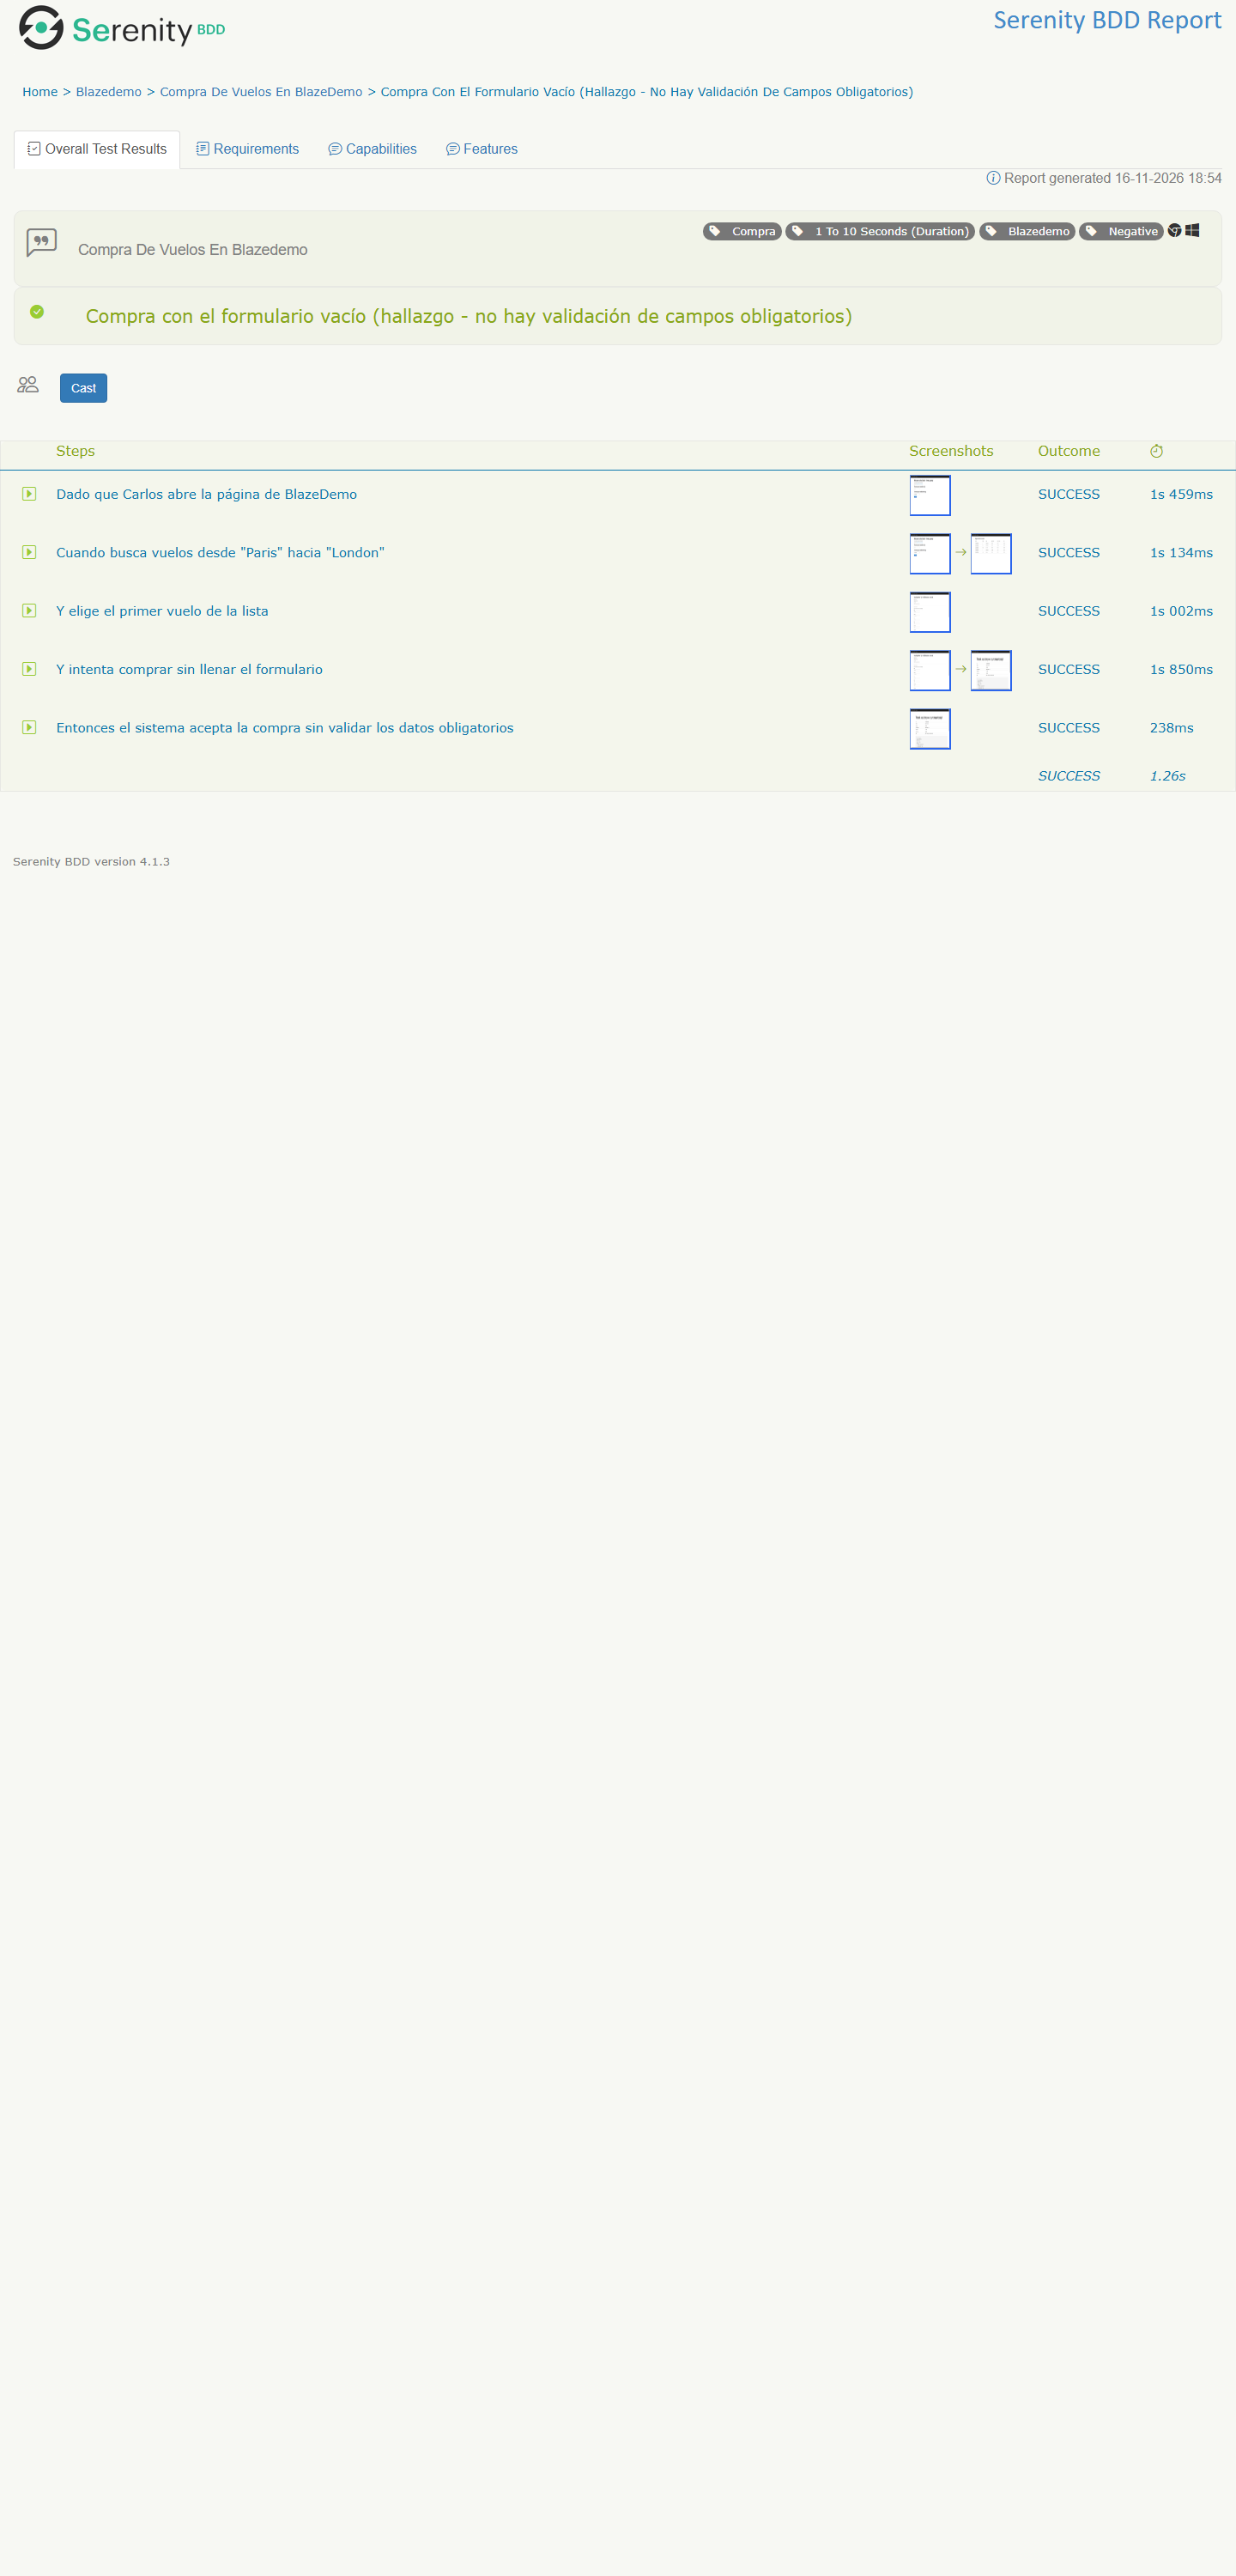 Serenity BDD
Serenity BDD Report
Home > Blazedemo > Compra De Vuelos En BlazeDemo > Compra Con El Formulario Vacío (Hallazgo - No Hay Validación De Campos Obligatorios)
Overall Test Results Requirements Capabilities Features
Report generated 16-11-2026 18:54
Compra De Vuelos En Blazedemo
Compra 1 To 10 Seconds (Duration) Blazedemo Negative
Compra con el formulario vacío (hallazgo - no hay validación de campos obligatorios)
Cast
Steps Screenshots Outcome
Dado que Carlos abre la página de BlazeDemo SUCCESS 1s 459ms
Cuando busca vuelos desde "Paris" hacia "London" SUCCESS 1s 134ms
Y elige el primer vuelo de la lista SUCCESS 1s 002ms
Y intenta comprar sin llenar el formulario SUCCESS 1s 850ms
Entonces el sistema acepta la compra sin validar los datos obligatorios SUCCESS 238ms
SUCCESS 1.26s
Serenity BDD version 4.1.3